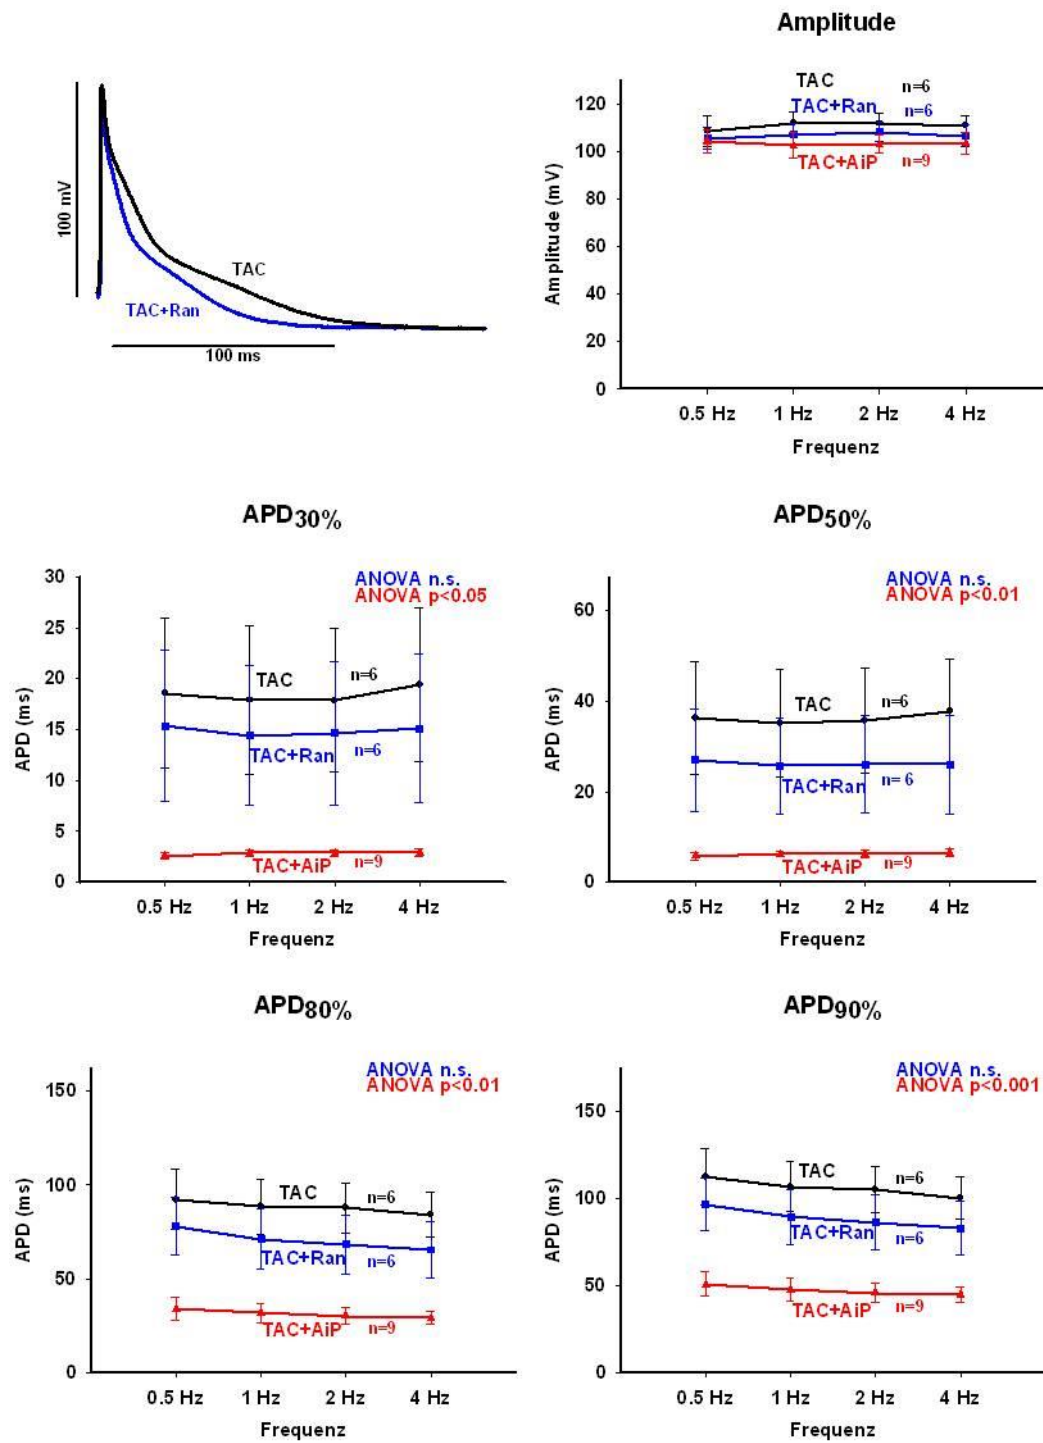 Amplitude
100 mV
TAC
TAC+Ran
100 ms
TAC n=6
TAC+Ran n=6
TAC+AiP n=9
Amplitude (mV)
120
100
80
60
40
20
0
0.5 Hz 1 Hz 2 Hz 4 Hz
Frequenz
APD30%
ANOVA n.s.
ANOVA p<0.05
APD (ms)
30
25
20
15
10
5
0
TAC n=6
TAC+Ran n=6
TAC+AiP n=9
0.5 Hz 1 Hz 2 Hz 4 Hz
Frequenz
APD50%
ANOVA n.s.
ANOVA p<0.01
APD (ms)
60
40
20
0
TAC n=6
TAC+Ran n= 6
TAC+AiP n=9
0.5 Hz 1 Hz 2 Hz 4 Hz
Frequenz
APD80%
ANOVA n.s.
ANOVA p<0.01
APD (ms)
150
100
50
0
TAC n=6
TAC+Ran n=6
TAC+AiP n=9
0.5 Hz 1 Hz 2 Hz 4 Hz
Frequenz
APD90%
ANOVA n.s.
ANOVA p<0.001
APD (ms)
150
100
50
0
TAC n=6
TAC+Ran n=6
TAC+AiP n=9
0.5 Hz 1 Hz 2 Hz 4 Hz
Frequenz